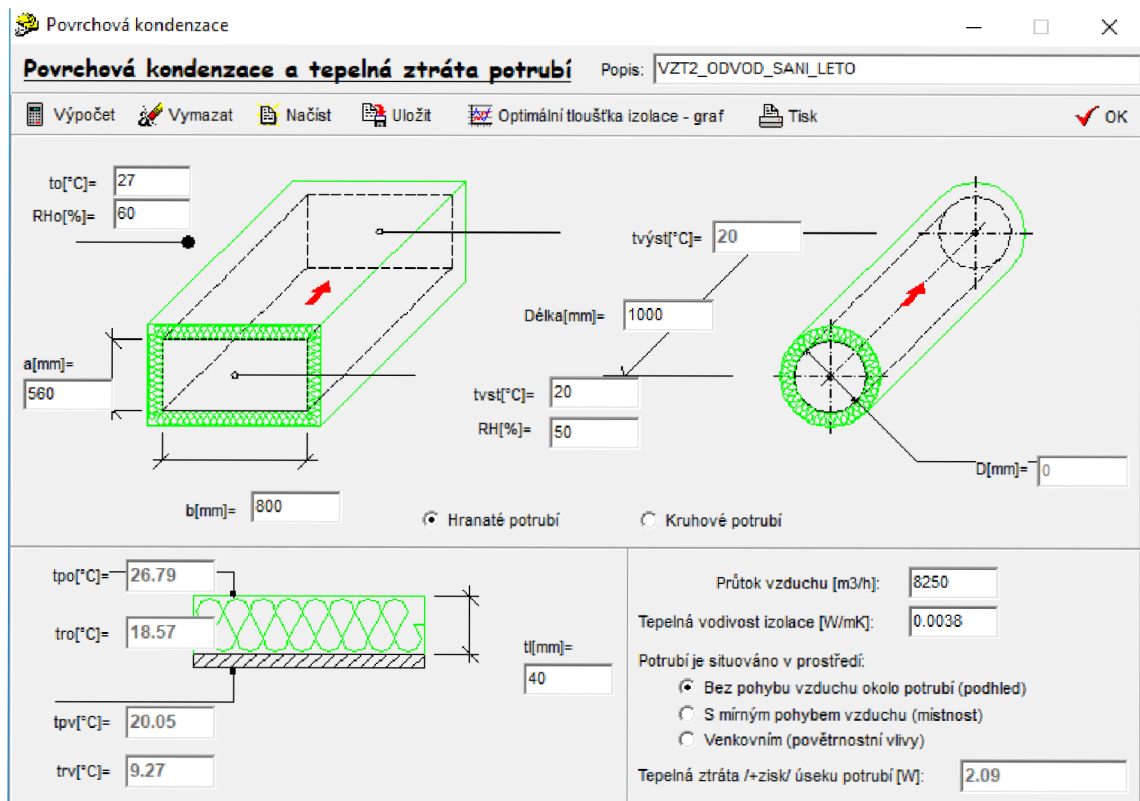 Povrchová kondenzace
Povrchová kondenzace a tepelná ztráta potrubí Popis: VZT2_ODVOD_SANI_LETO
Výpočet Vymazat Načíst Uložit Optimální tloušťka izolace - graf Tisk OK
to[°C]= 27
RHo[%]= 60
tvýst[°C]= 20
Délka[mm]= 1000
a[mm]=
560
tvst[°C]= 20
RH[%]= 50
D[mm]= 0
b[mm]= 800
Hranaté potrubí Kruhové potrubí
tpo[°C]= 26.79
tro[°C]= 18.57
tl[mm]=
40
tpv[°C]= 20.05
trv[°C]= 9.27
Průtok vzduchu [m3/h]: 8250
Tepelná vodivost izolace [W/mK]: 0.0038
Potrubí je situováno v prostředí:
Bez pohybu vzduchu okolo potrubí (podhled)
S mírným pohybem vzduchu (místnost)
Venkovním (povětrnostní vlivy)
Tepelná ztráta /+zisk/ úseku potrubí [W]: 2.09